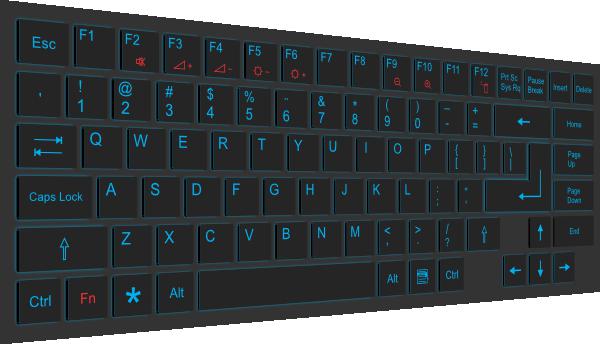 Esc F1 F2 F3 F4 F5 F6 F7 F8 F9 F10 F11 F12 Prt Sc Pause Insert Delete
+ - - + Sys Rq Break
! @ # $ % & * ( ) - +
1 2 3 4 5 6 7 8 9 0 - = Home
Q W E R T Y U I O P { } | Page
[ ] \ Up
Caps Lock A S D F G H J K L : Page
; Down
Z X C V B N M < > / End
, . ?
Ctrl Fn * Alt Alt Ctrl